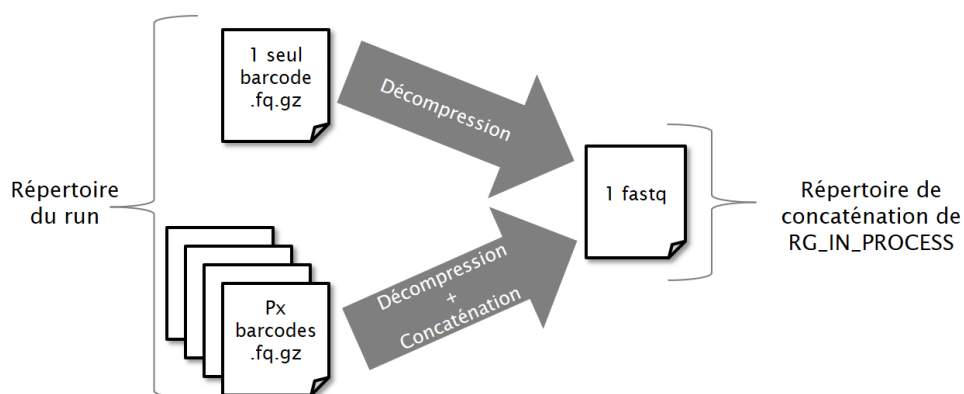 1 seul
barcode
.fq.gz
Décompression
Répertoire
du run
1 fastq
Répertoire de
concaténation de
RG_IN_PROCESS
Px
barcodes
.fq.gz
Décompression
+
Concaténation